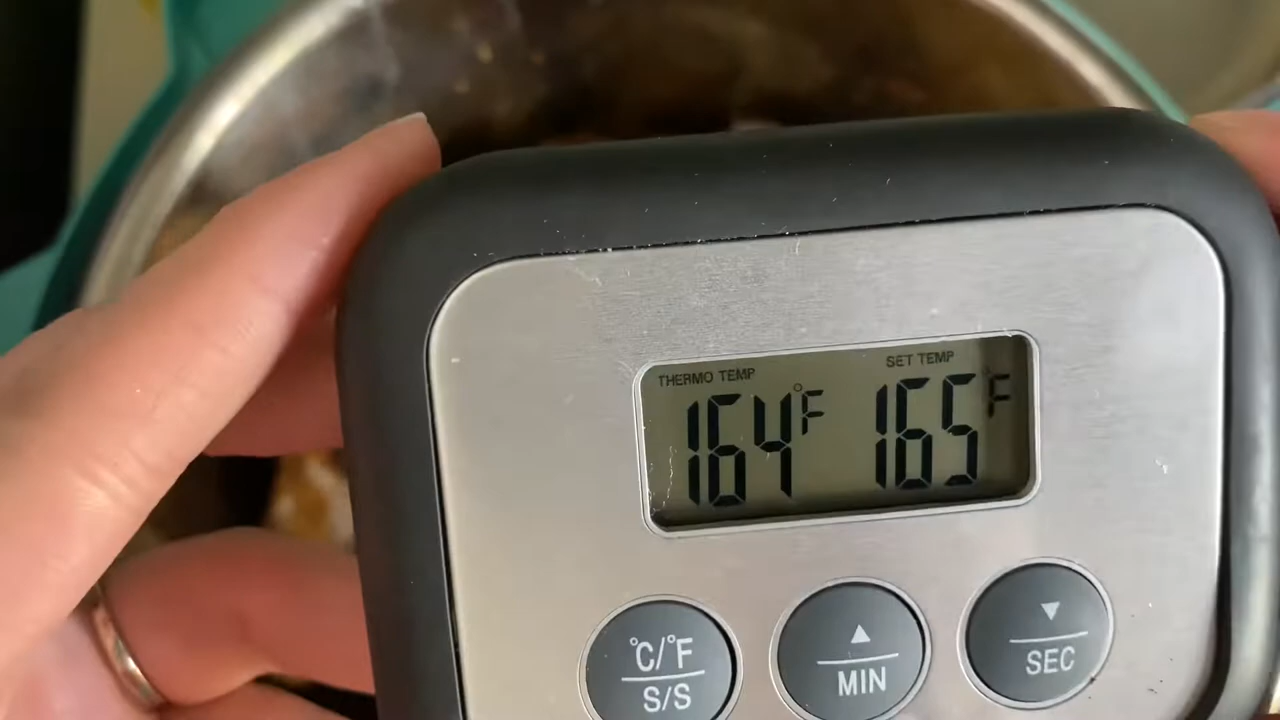 THERMO TEMP SET TEMP
164°F 165°F
°C/°F ▲ ▼
S/S MIN SEC